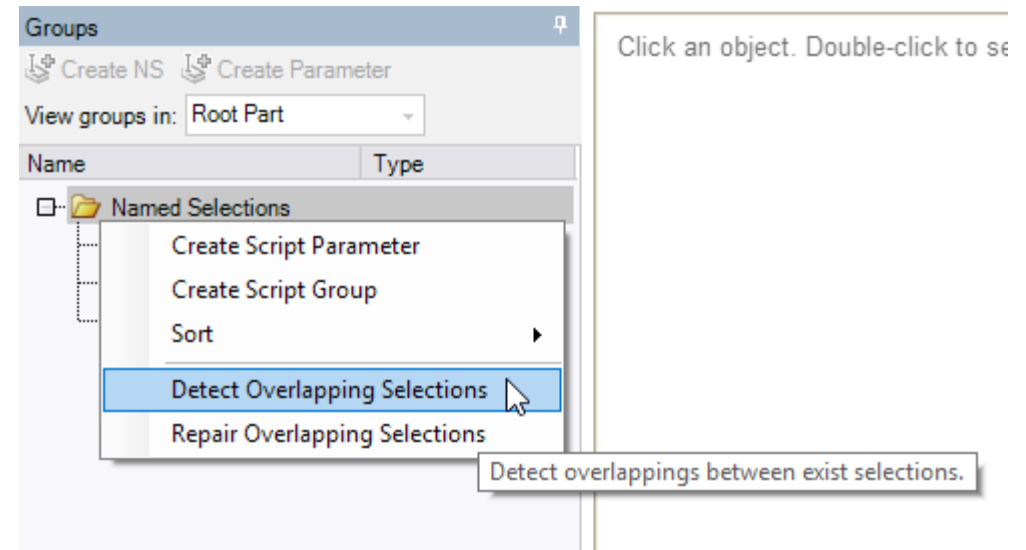 Groups
Click an object. Double-click to se
Create NS Create Parameter
View groups in: Root Part
Name Type
Named Selections
Create Script Parameter
Create Script Group
Sort
Detect Overlapping Selections
Repair Overlapping Selections
Detect overlappings between exist selections.